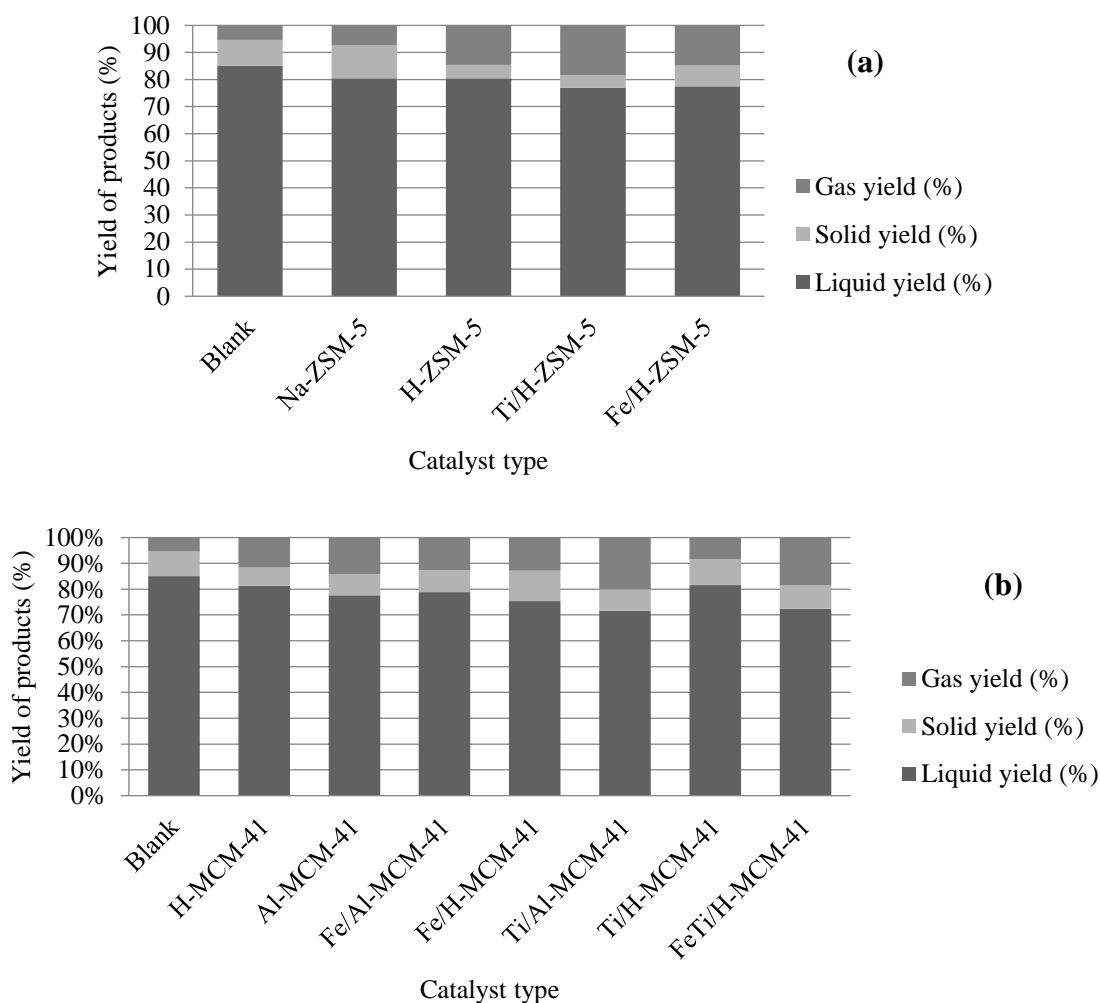 100
90
80
70
60
50
40
30
20
10
0
Yield of products (%)
(a)
Gas yield (%)
Solid yield (%)
Liquid yield (%)
Blank
Na-ZSM-5
H-ZSM-5
Ti/H-ZSM-5
Fe/H-ZSM-5
Catalyst type
100%
90%
80%
70%
60%
50%
40%
30%
20%
10%
0%
Yield of products (%)
(b)
Gas yield (%)
Solid yield (%)
Liquid yield (%)
Blank
H-MCM-41
Al-MCM-41
Fe/Al-MCM-41
Fe/H-MCM-41
Ti/Al-MCM-41
Ti/H-MCM-41
FeTi/H-MCM-41
Catalyst type